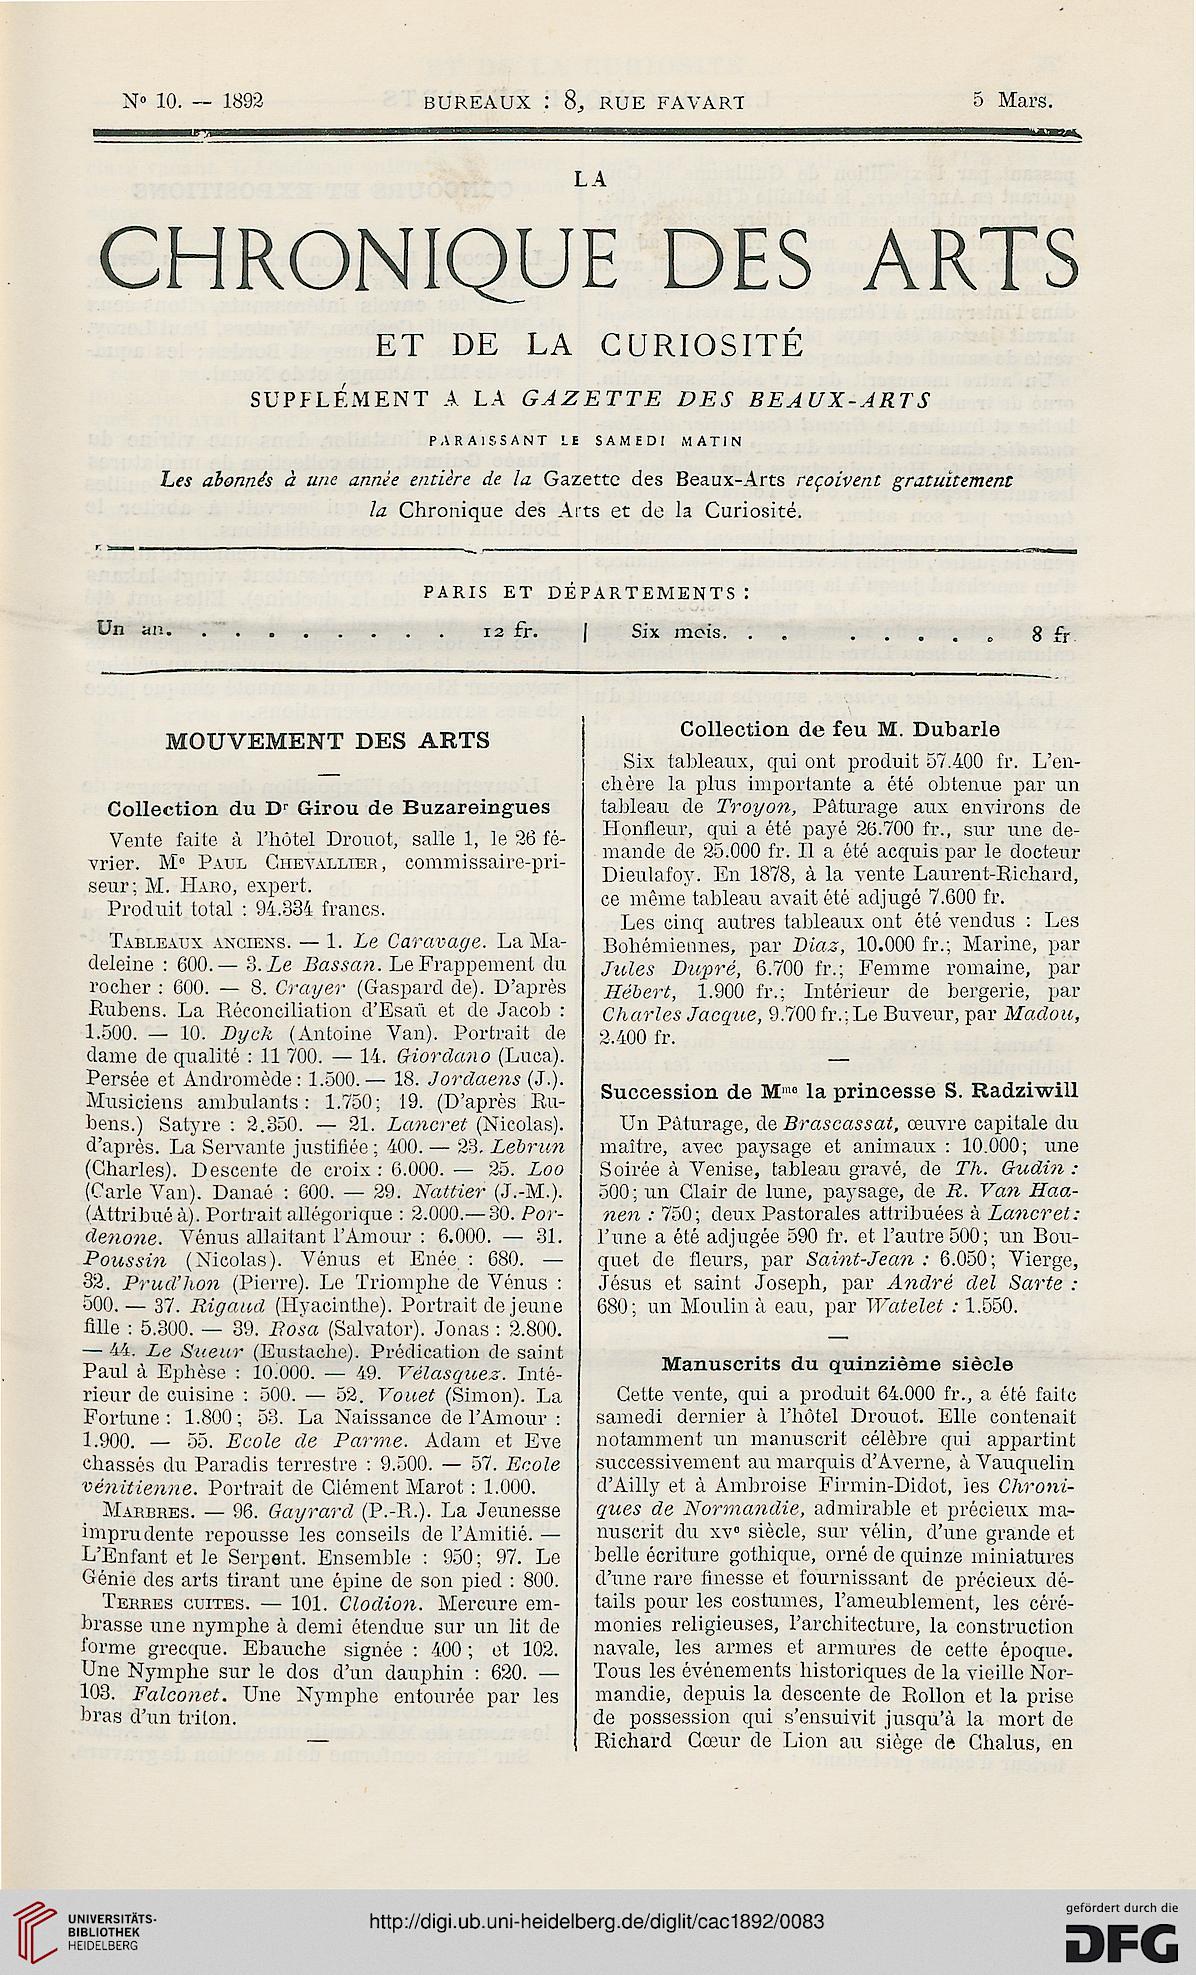 N° 10. — 1892 BUREAUX : 8, RUE FAVART 5 Mars.
LA
CHRONIQUE DES ARTS
ET DE LA CURIOSITÉ
SUPPLÉMENT A LA GAZETTE DES BEAUX-ARTS
PARAISSANT LE SAMEDI MATIN
Les abonnés à une année entière de la Gazette des Beaux-Arts reçoivent gratuitement
la Chronique des Arts et de la Curiosité.
PARIS ET DÉPARTEMENTS :
Un an. . . . . . . . . 12 fr. | Six mois. . . . . . . . . 8 fr.
MOUVEMENT DES ARTS
Collection du Dr Girou de Buzareingues
Vente faite à l'hôtel Drouot, salle 1, le 26 fé-
vrier. Me PAUL CHEVALLIER, commissaire-pri-
seur; M. HARO, expert.
Produit total : 94.334 francs.
TABLEAUX ANCIENS. — 1. Le Caravage. La Ma-
deleine : 600. — 3. Le Bassan. Le Frappement du
rocher : 600. — 8. Crayer (Gaspard de). D'après
Rubens. La Réconciliation d'Esaü et de Jacob :
1.500. — 10. Dyck (Antoine Van). Portrait de
dame de qualité : 11 700. — 14. Giordano (Luca).
Persée et Andromède : 1.500. — 18. Jordaens (J.).
Musiciens ambulants : 1.750; 19. (D'après Ru-
bens.) Satyre : 2.350. — 21. Lancret (Nicolas).
d'après. La Servante justifiée ; 400. — 23. Lebrun
(Charles). Descente de croix : 6.000. — 25. Loo
(Carle Van). Danaé : 600. — 29. Nattier (J.-M.).
(Attribué à). Portrait allégorique : 2.000. — 30. Por-
denone. Vénus allaitant l'Amour : 6.000. — 31.
Poussin (Nicolas). Vénus et Enée : 680. —
32. Prud'hon (Pierre). Le Triomphe de Vénus :
500. — 37. Rigaud (Hyacinthe). Portrait de jeune
fille : 5.300. — 39. Rosa (Salvator). Jonas : 2.800.
— 44. Le Sueur (Eustache). Prédication de saint
Paul à Ephèse : 10.000. — 49. Vélasquez. Inté-
rieur de cuisine : 500. — 52. Vouet (Simon). La
Fortune : 1.800; 53. La Naissance de l'Amour :
1.900. — 55. Ecole de Parme. Adam et Eve
chassés du Paradis terrestre : 9.500. — 57. Ecole
vénitienne. Portrait de Clément Marot : 1.000.
MARBRES. — 96. Gayrard (P.-R.). La Jeunesse
imprudente repousse les conseils de l'Amitié. —
L'Enfant et le Serpent. Ensemble : 950; 97. Le
Génie des arts tirant une épine de son pied : 800.
TERRES CUITES. — 101. Clodion. Mercure em-
brasse une nymphe à demi étendue sur un lit de
forme grecque. Ebauche signée : 400 ; et 102.
Une Nymphe sur le dos d'un dauphin : 620. —
103. Falconet. Une Nymphe entourée par les
bras d'un triton.
Collection de feu M. Dubarle
Six tableaux, qui ont produit 57.400 fr. L'en-
chère la plus importante a été obtenue par un
tableau de Troyon, Pâturage aux environs de
Honfleur, qui a été payé 26.700 fr., sur une de-
mande de 25.000 fr. Il a été acquis par le docteur
Dieulafoy. En 1878, à la vente Laurent-Richard,
ce même tableau avait été adjugé 7.600 fr.
Les cinq autres tableaux ont été vendus : Les
Bohémiennes, par Diaz, 10.000 fr.; Marine, par
Jules Dupré, 6.700 fr.; Femme romaine, par
Hébert, 1.900 fr.; Intérieur de bergerie, par
Charles Jacque, 9.700 fr.; Le Buveur, par Madou,
2.400 fr.
Succession de Mme la princesse S. Radziwill
Un Pâturage, de Brascassat, œuvre capitale du
maître, avec paysage et animaux : 10.000; une
Soirée à Venise, tableau gravé, de Th. Gudin :
500; un Clair de lune, paysage, de R. Van Haa-
nen : 750; deux Pastorales attribuées à Lancret :
l'une a été adjugée 590 fr. et l'autre 500; un Bou-
quet de fleurs, par Saint-Jean : 6.050; Vierge,
Jésus et saint Joseph, par André del Sarte :
680; un Moulin à eau, par Watelet : 1.550.
Manuscrits du quinzième siècle
Cette vente, qui a produit 64.000 fr., a été faite
samedi dernier à l'hôtel Drouot. Elle contenait
notamment un manuscrit célèbre qui appartint
successivement au marquis d'Averne, à Vauquelin
d'Ailly et à Ambroise Firmin-Didot, les Chroni-
ques de Normandie, admirable et précieux ma-
nuscrit du XVe siècle, sur vélin, d'une grande et
belle écriture gothique, orné de quinze miniatures
d'une rare finesse et fournissant de précieux dé-
tails pour les costumes, l'ameublement, les céré-
monies religieuses, l'architecture, la construction
navale, les armes et armures de cette époque.
Tous les événements historiques de la vieille Nor-
mandie, depuis la descente de Rollon et la prise
de possession qui s'ensuivit jusqu'à la mort de
Richard Cœur de Lion au siège de Chalus, en
UNIVERSITÄTS-
BIBLIOTHEK
HEIDELBERG
http://digi.ub.uni-heidelberg.de/diglit/cac1892/0083
gefördert durch die
DFG